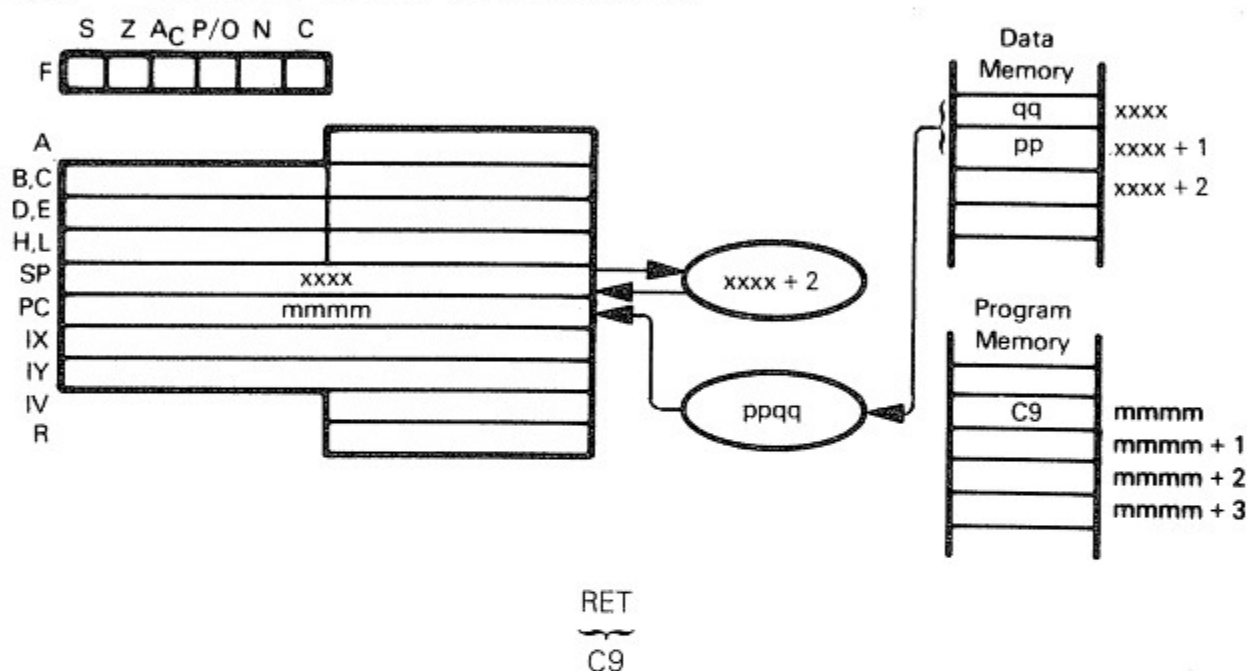 S Z AC P/O N C
F
A
B,C
D,E
H,L
SP xxxx
PC mmmm
IX
IY
IV
R
xxxx + 2
ppqq
Data
Memory
qq xxxx
pp xxxx + 1
xxxx + 2
Program
Memory
C9 mmmm
mmmm + 1
mmmm + 2
mmmm + 3
RET
C9